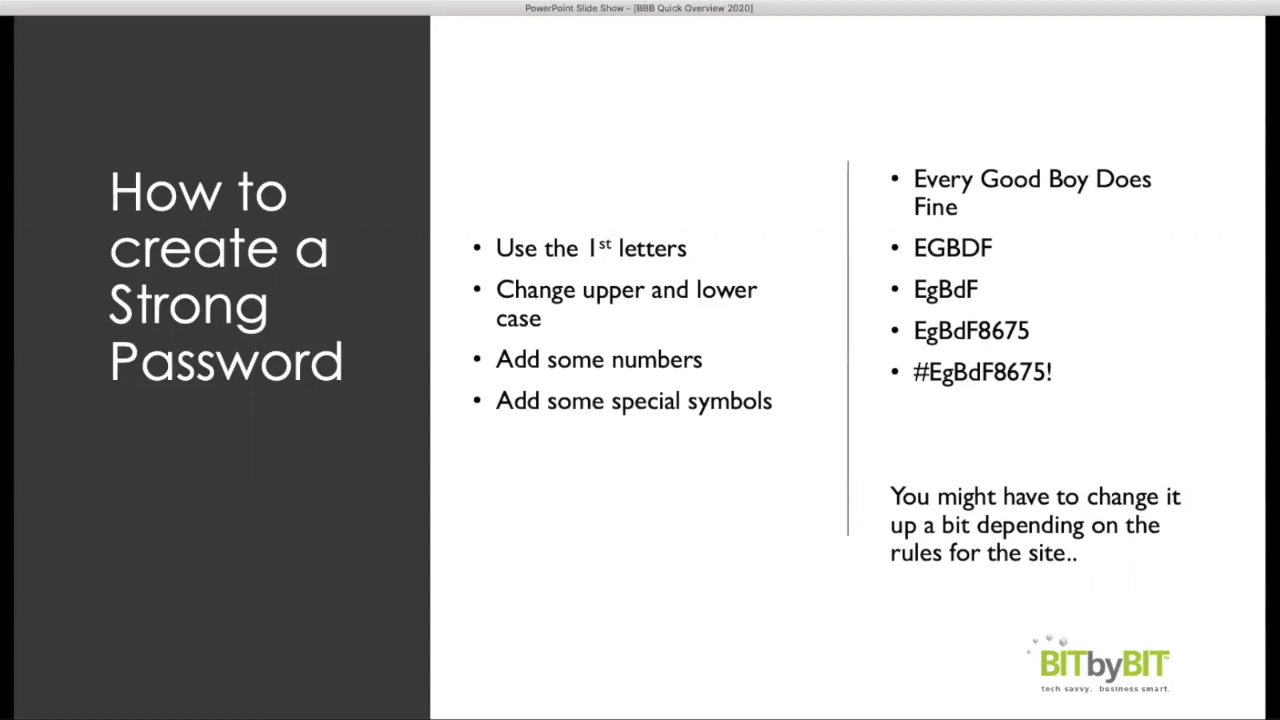 PowerPoint Slide Show - [BBB Quick Overview 2020]
How to
create a
Strong
Password
• Use the 1st letters
• Change upper and lower
case
• Add some numbers
• Add some special symbols
• Every Good Boy Does
Fine
• EGBDF
• EgBdF
• EgBdF8675
• #EgBdF8675!
You might have to change it
up a bit depending on the
rules for the site..
BITbyBIT™
tech savvy. business smart.